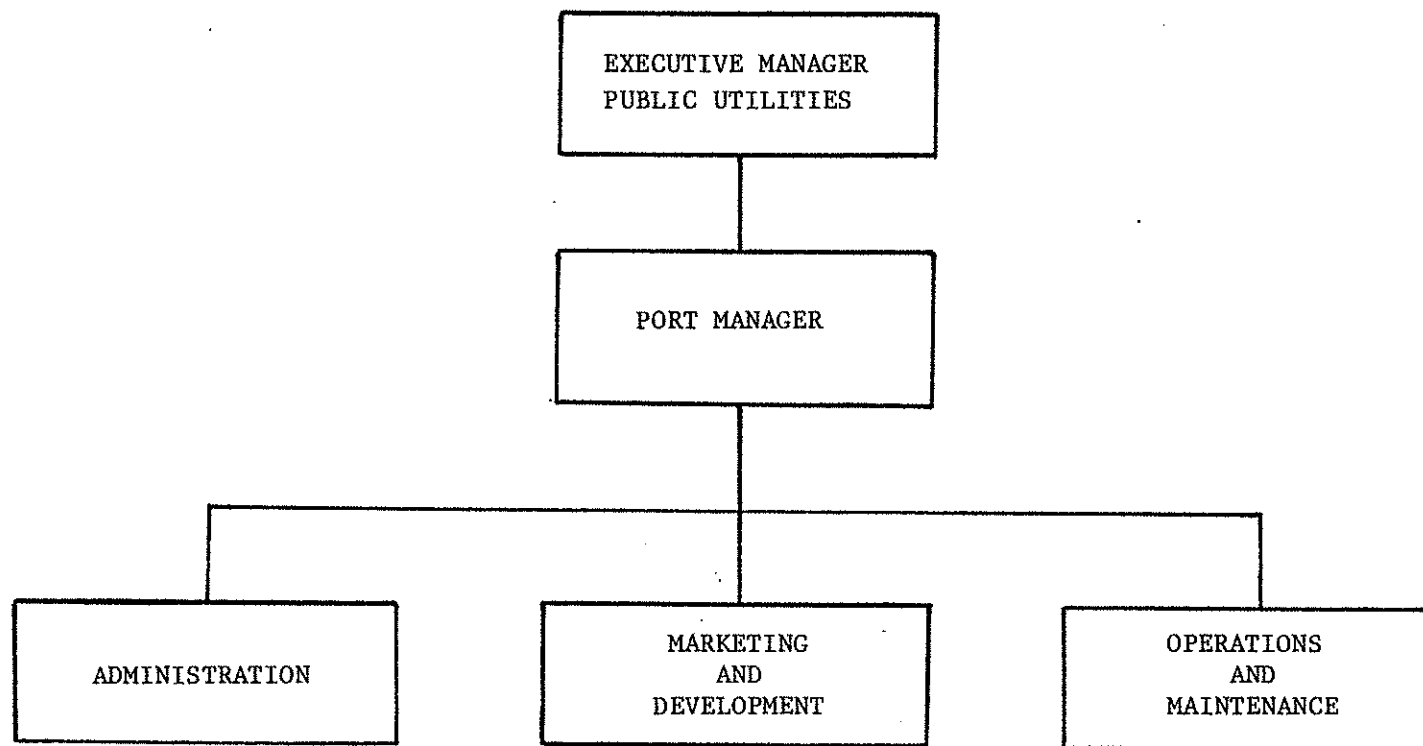 EXECUTIVE MANAGER
PUBLIC UTILITIES
PORT MANAGER
ADMINISTRATION
MARKETING
AND
DEVELOPMENT
OPERATIONS
AND
MAINTENANCE